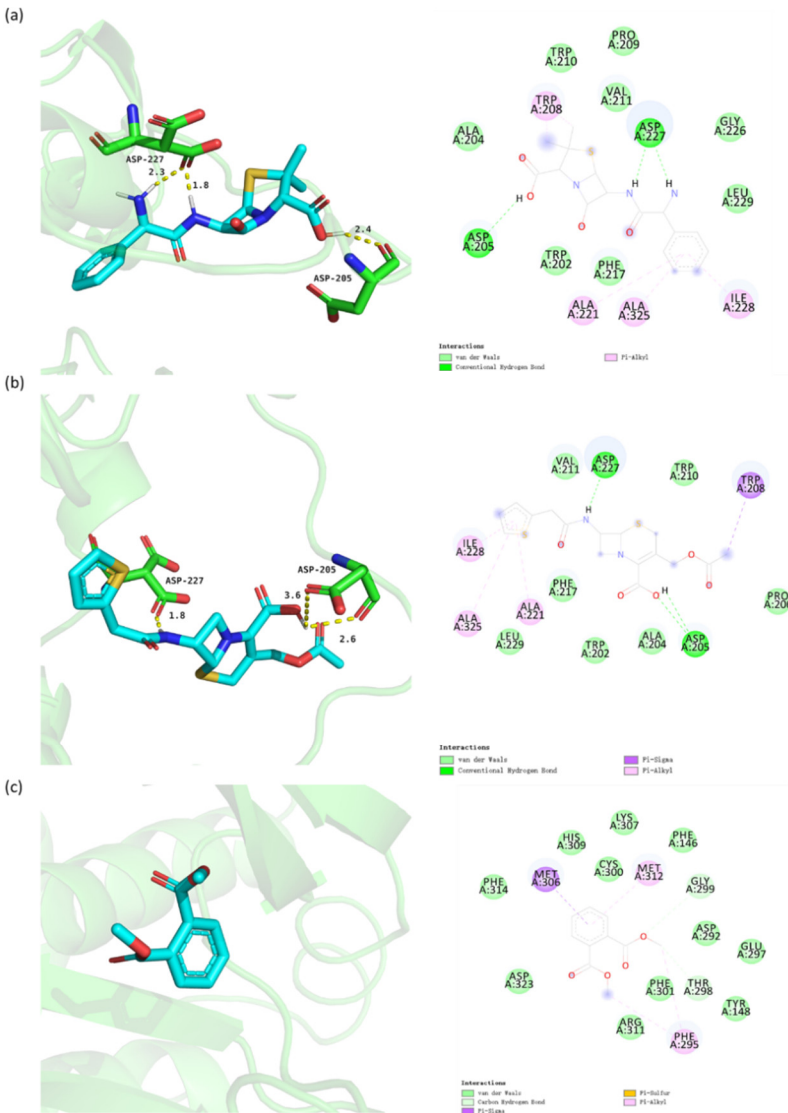 (a)
ASP-227
2.3
1.8
2.4
ASP-205
PRO
A:209
TRP
A:210
VAL
A:211
TRP
A:208
ASP
A:227
GLY
A:226
ALA
A:204
LEU
A:229
H
H
N
N
S
O
O
H
N
O
O
ASP
A:205
TRP
A:202
PHE
A:217
ALA
A:221
ALA
A:325
ILE
A:228
Interactions
van der Waals
Conventional Hydrogen Bond
Pi-Alkyl
(b)
ASP-227
1.8
ASP-205
3.6
2.6
VAL
A:211
ASP
A:227
TRP
A:210
TRP
A:208
H
N
O
N
O
O
O
O
H
ILE
A:228
PHE
A:217
ALA
A:325
ALA
A:221
LEU
A:229
TRP
A:202
ALA
A:204
ASP
A:205
PRO
Interactions
van der Waals
Conventional Hydrogen Bond
Pi-Sigma
Pi-Alkyl
(c)
LYS
A:307
HIS
A:309
PHE
A:146
MET
A:306
CYS
A:300
MET
A:312
GLY
A:299
PHE
A:314
ASP
A:292
GLU
A:297
O
O
O
O
ASP
A:323
PHE
A:301
THR
A:298
TYR
A:148
ARG
A:311
PHE
A:295
Interactions
van der Waals
Carbon Hydrogen Bond
Pi-Sigma
Pi-Sulfur
Pi-Alkyl